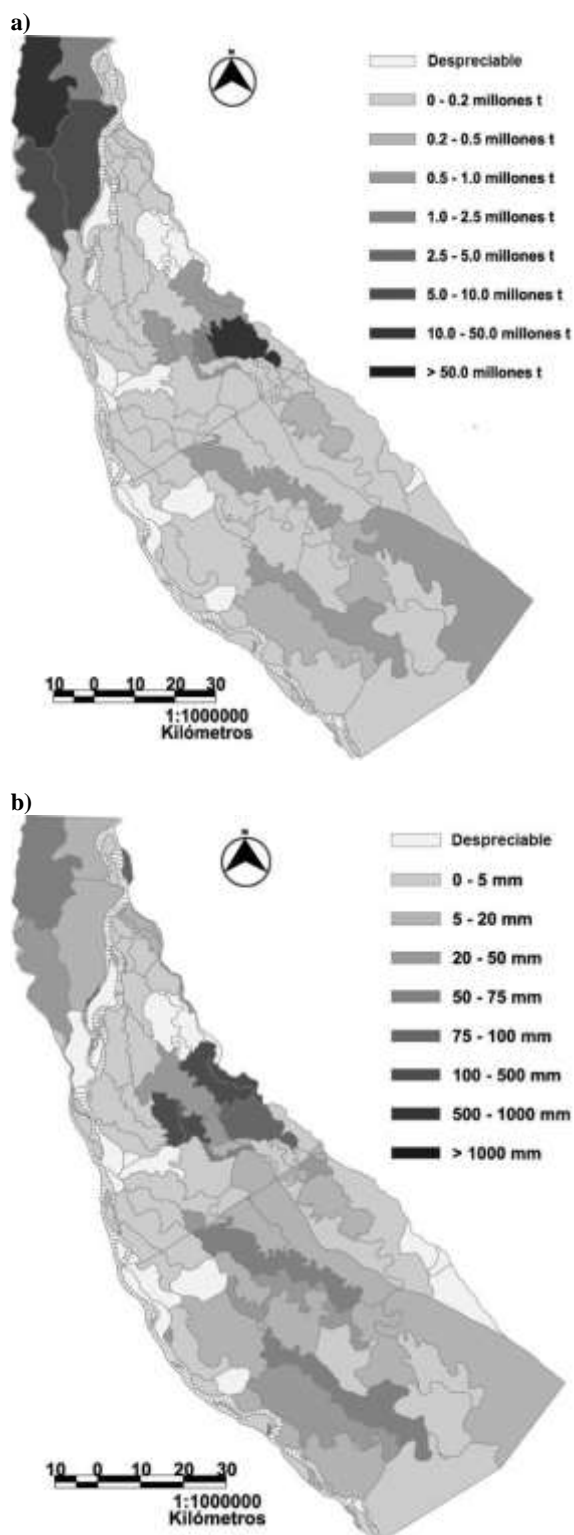 a)
Despreciable
0 - 0.2 millones t
0.2 - 0.5 millones t
0.5 - 1.0 millones t
1.0 - 2.5 millones t
2.5 - 5.0 millones t
5.0 - 10.0 millones t
10.0 - 50.0 millones t
> 50.0 millones t
10 0 10 20 30
1:1000000
Kilómetros
b)
Despreciable
0 - 5 mm
5 - 20 mm
20 - 50 mm
50 - 75 mm
75 - 100 mm
100 - 500 mm
500 - 1000 mm
> 1000 mm
10 0 10 20 30
1:1000000
Kilómetros